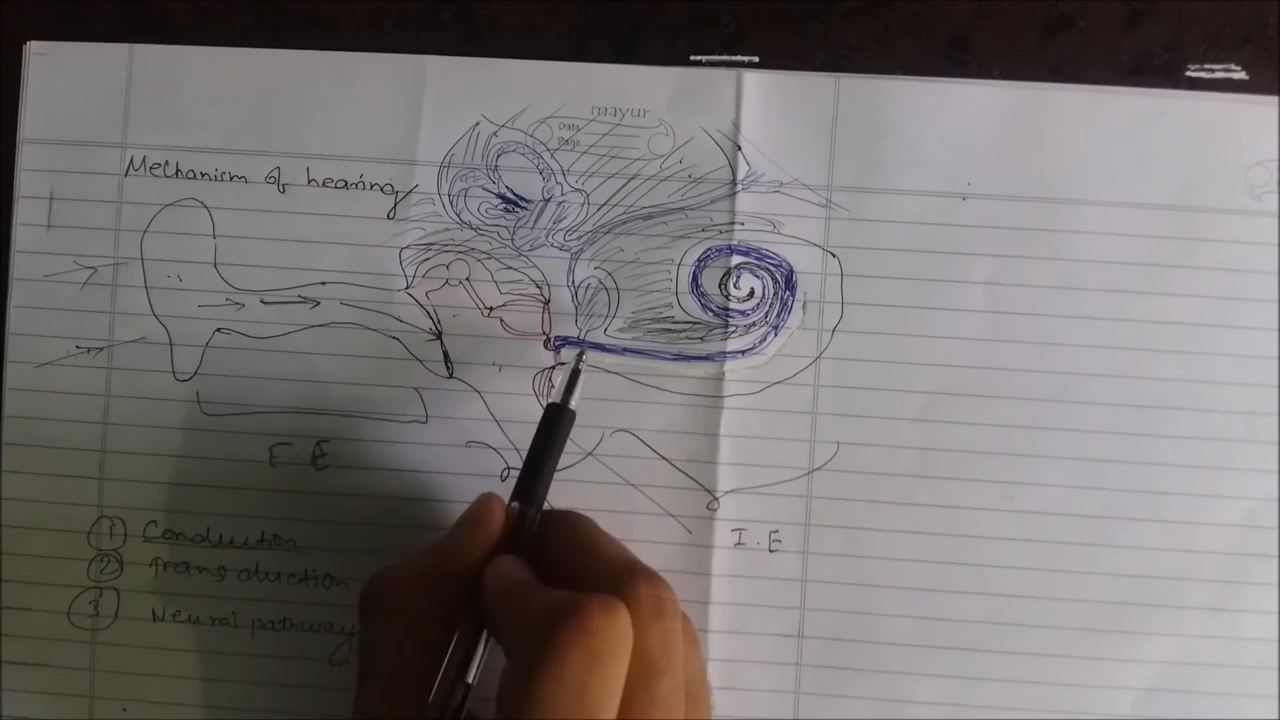 mayur
Date
Page
Mechanism of hearing
E.E
I.E
1 Conduction
2 Transduction
3 Neural pathway